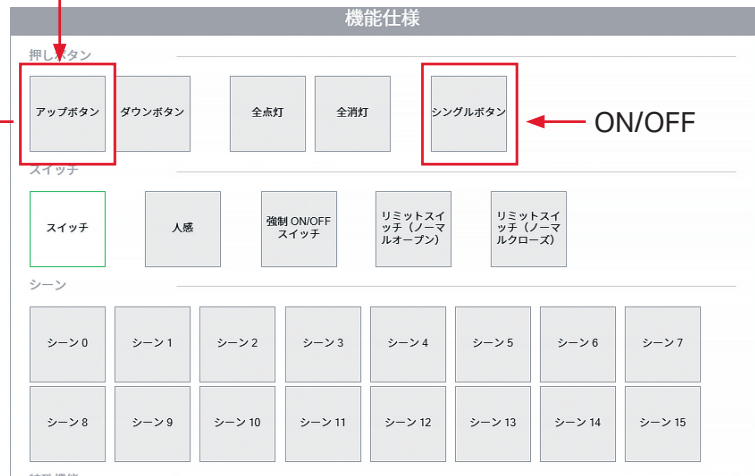 機能仕様
押しボタン
アップボタン
ダウンボタン
全点灯
全消灯
シングルボタン
ON/OFF
スイッチ
スイッチ
人感
強制 ON/OFF
スイッチ
リミットスイ
ッチ（ノーマ
ルオープン）
リミットスイ
ッチ（ノーマ
ルクローズ）
シーン
シーン 0
シーン 1
シーン 2
シーン 3
シーン 4
シーン 5
シーン 6
シーン 7
シーン 8
シーン 9
シーン 10
シーン 11
シーン 12
シーン 13
シーン 14
シーン 15